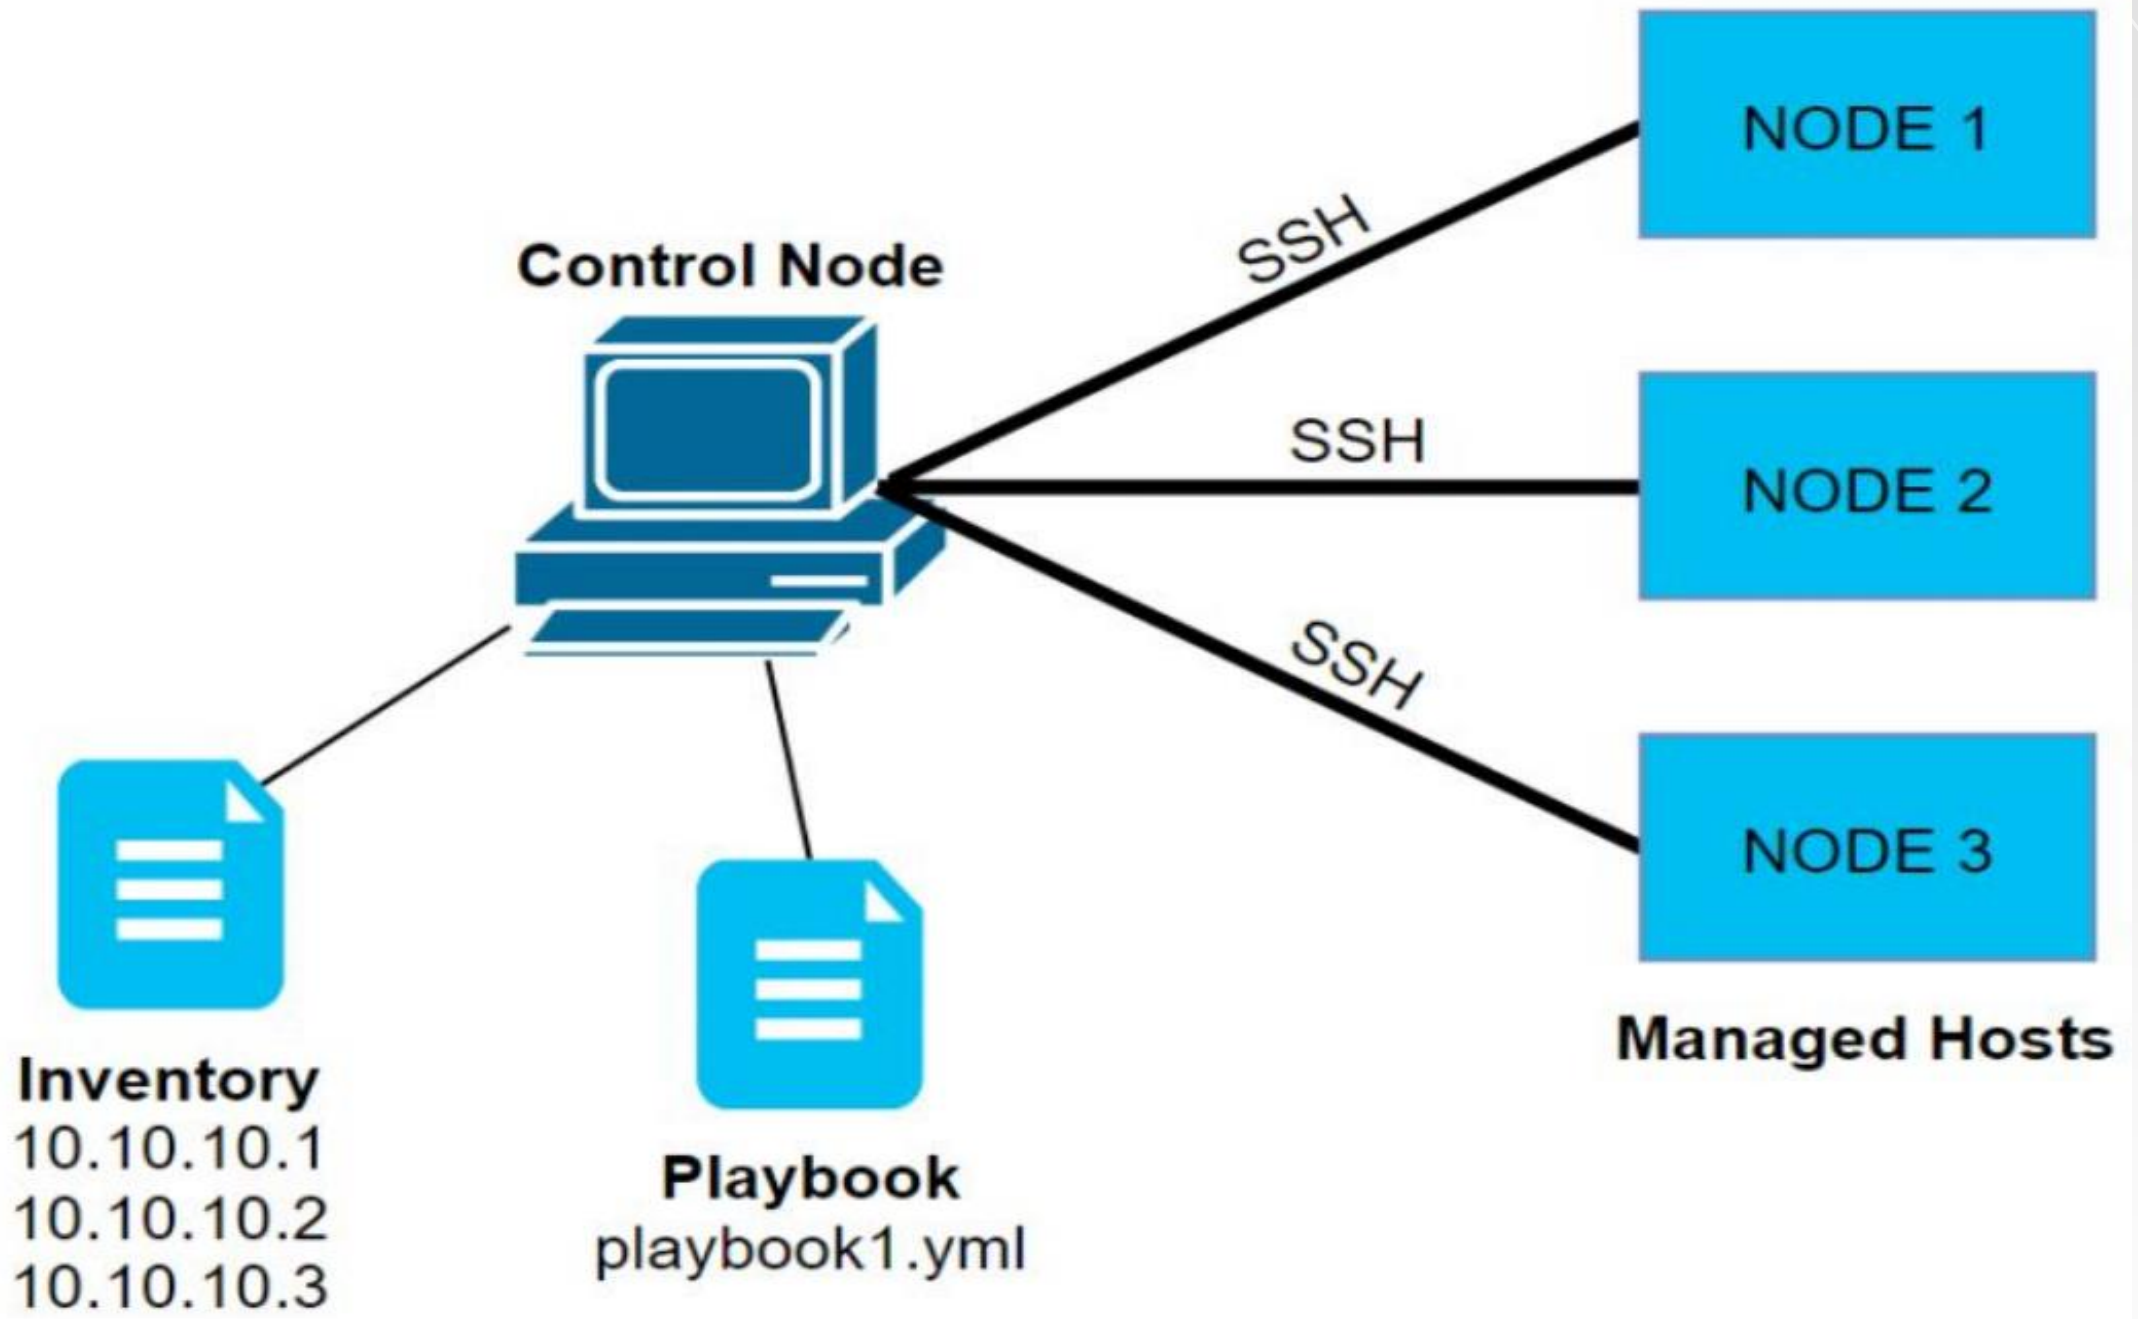 NODE 1
SSH
Control Node
SSH
NODE 2
SSH
NODE 3
Managed Hosts
Inventory
10.10.10.1
10.10.10.2
10.10.10.3
Playbook
playbook1.yml